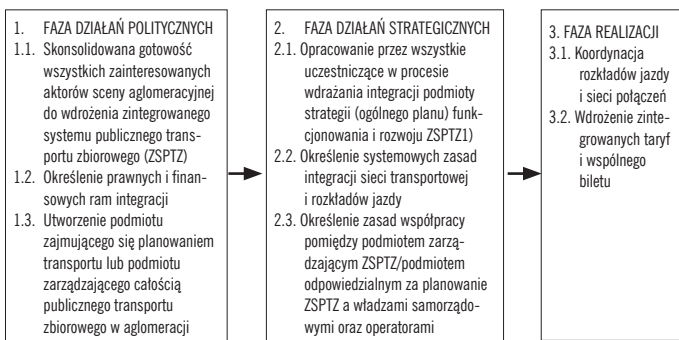 1. FAZA DZIAŁAŃ POLITYCZNYCH
1.1. Skonsolidowana gotowość
wszystkich zainteresowanych
aktorów sceny aglomeracyjnej
do wdrożenia zintegrowanego
systemu publicznego trans-
portu zbiorowego (ZSPTZ)
1.2. Określenie prawnych i finan-
sowych ram integracji
1.3. Utworzenie podmiotu
zajmującego się planowaniem
transportu lub podmiotu
zarządzającego całością
publicznego transportu
zbiorowego w aglomeracji
2. FAZA DZIAŁAŃ STRATEGICZNYCH
2.1. Opracowanie przez wszystkie
uczestniczące w procesie
wdrażania integracji podmioty
strategii (ogólnego planu) funk-
cjonowania i rozwoju ZSPTZ1)
2.2. Określenie systemowych zasad
integracji sieci transportowej
i rozkładów jazdy
2.3. Określenie zasad współpracy
pomiędzy podmiotem zarzą-
dzającym ZSPTZ/podmiotem
odpowiedzialnym za planowanie
ZSPTZ a władzami samorządo-
wymi oraz operatorami
3. FAZA REALIZACJI
3.1. Koordynacja
rozkładów jazdy
i sieci połączeń
3.2. Wdrożenie zinte-
growanych taryf
i wspólnego
biletu